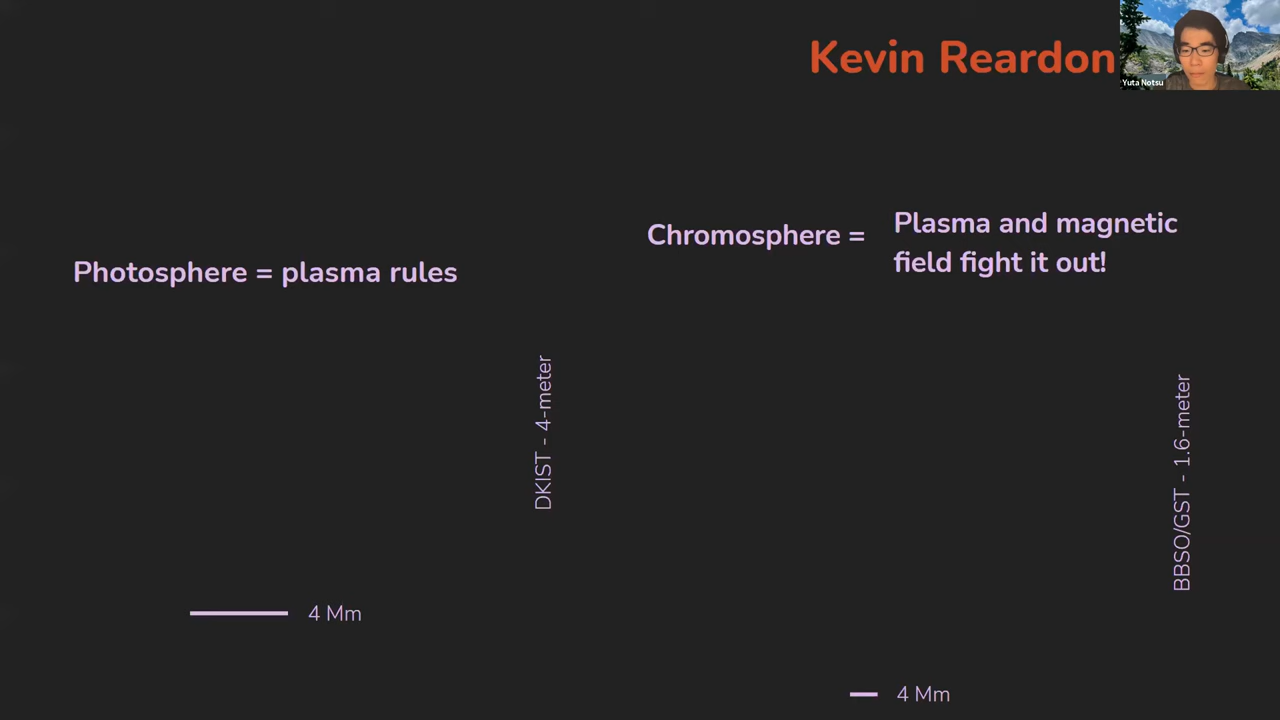 Kevin Reardon
Yuta Notsu
Chromosphere =
Plasma and magnetic
field fight it out!
Photosphere = plasma rules
DKIST - 4-meter
BBSO/GST - 1.6-meter
4 Mm
4 Mm